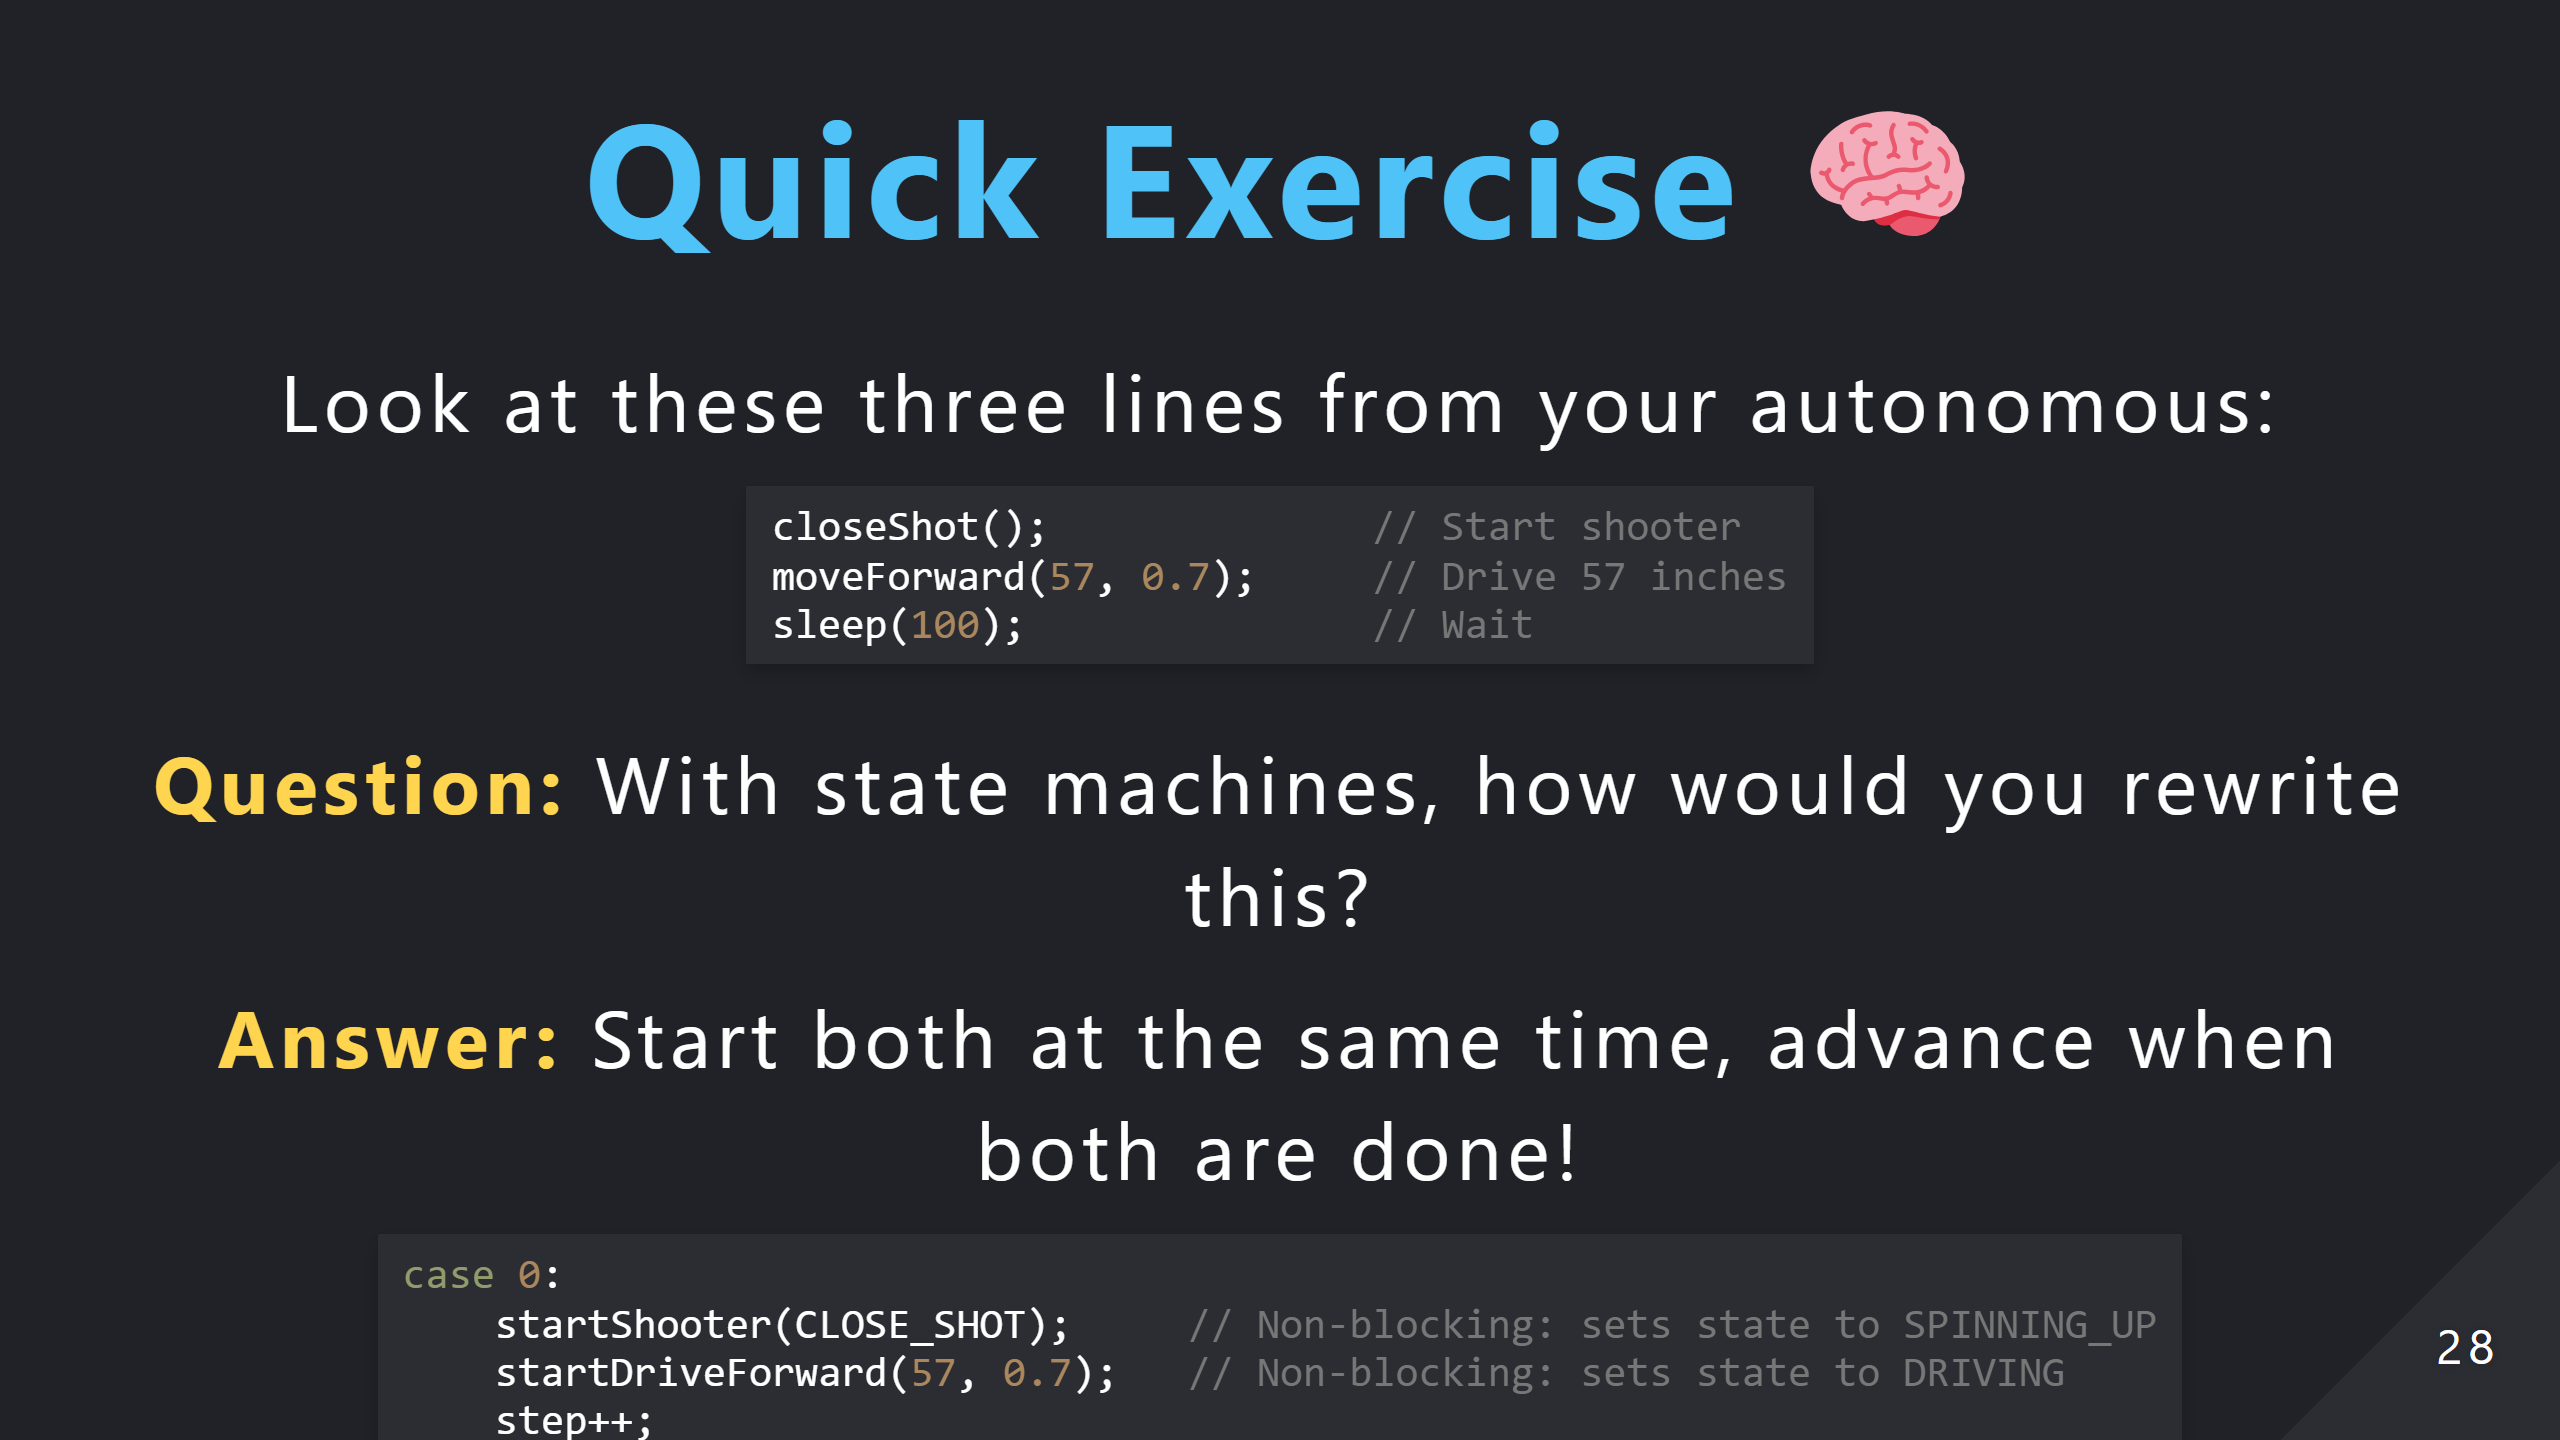 Quick Exercise
Look at these three lines from your autonomous:
closeShot(); // Start shooter
moveForward(57, 0.7); // Drive 57 inches
sleep(100); // Wait
Question: With state machines, how would you rewrite
this?
Answer: Start both at the same time, advance when
both are done!
case 0:
startShooter(CLOSE_SHOT); // Non-blocking: sets state to SPINNING_UP
startDriveForward(57, 0.7); // Non-blocking: sets state to DRIVING
step++;
28